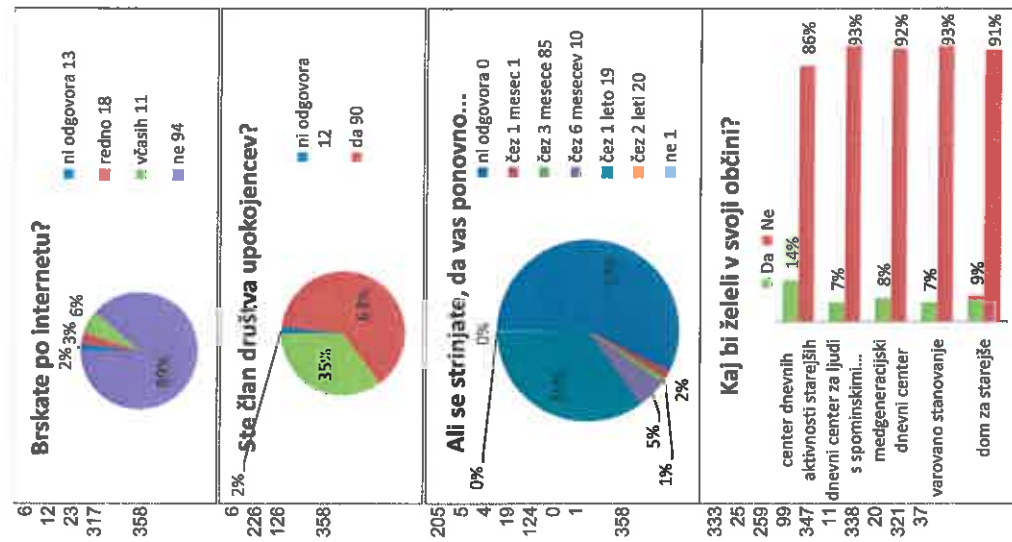 6
12
23
317
358
Brskate po internetu?
2%
3%
6%
89%
ni odgovora 13
redno 18
včasih 11
ne 94
6
226
126
358
Ste član društva upokojencev?
2%
35%
63%
ni odgovora
12
da 90
205
5
4
19
124
0
1
358
Ali se strinjate, da vas ponovno...
0%
0%
5%
1%
2%
ni odgovora 0
čez 1 mesec 1
čez 3 mesece 85
čez 6 mesecev 10
čez 1 leto 19
čez 2 leti 20
ne 1
333
25
259
99
347
11
338
20
321
37
Kaj bi želeli v svoji občini?
Da Ne
center dnevnih
aktivnosti starejših
14%
86%
dnevni center za ljudi
s spominskimi...
7%
93%
medgeneracijski
dnevni center
8%
92%
varovano stanovanje
7%
93%
dom za starejše
9%
91%